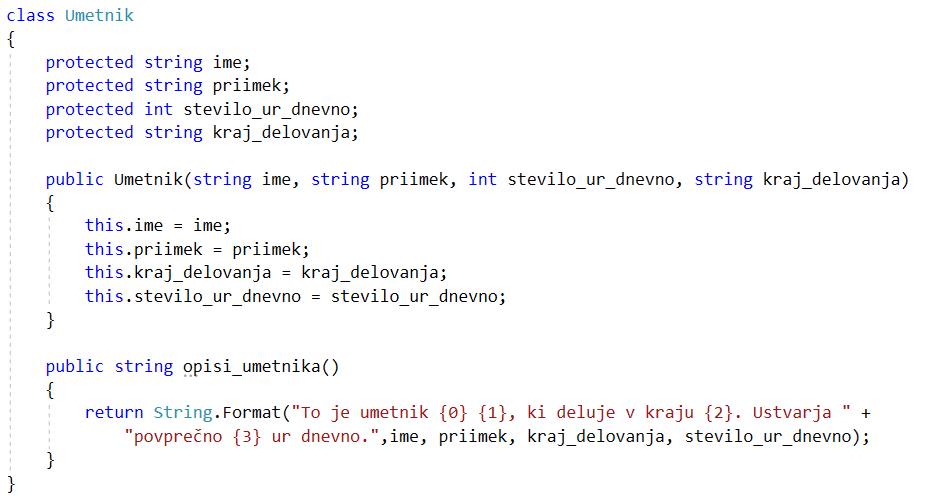 class Umetnik
{
    protected string ime;
    protected string priimek;
    protected int stevilo_ur_dnevno;
    protected string kraj_delovanja;

    public Umetnik(string ime, string priimek, int stevilo_ur_dnevno, string kraj_delovanja)
    {
        this.ime = ime;
        this.priimek = priimek;
        this.kraj_delovanja = kraj_delovanja;
        this.stevilo_ur_dnevno = stevilo_ur_dnevno;
    }

    public string opisi_umetnika()
    {
        return String.Format("To je umetnik {0} {1}, ki deluje v kraju {2}. Ustvarja " +
            "povprečno {3} ur dnevno.",ime, priimek, kraj_delovanja, stevilo_ur_dnevno);
    }
}